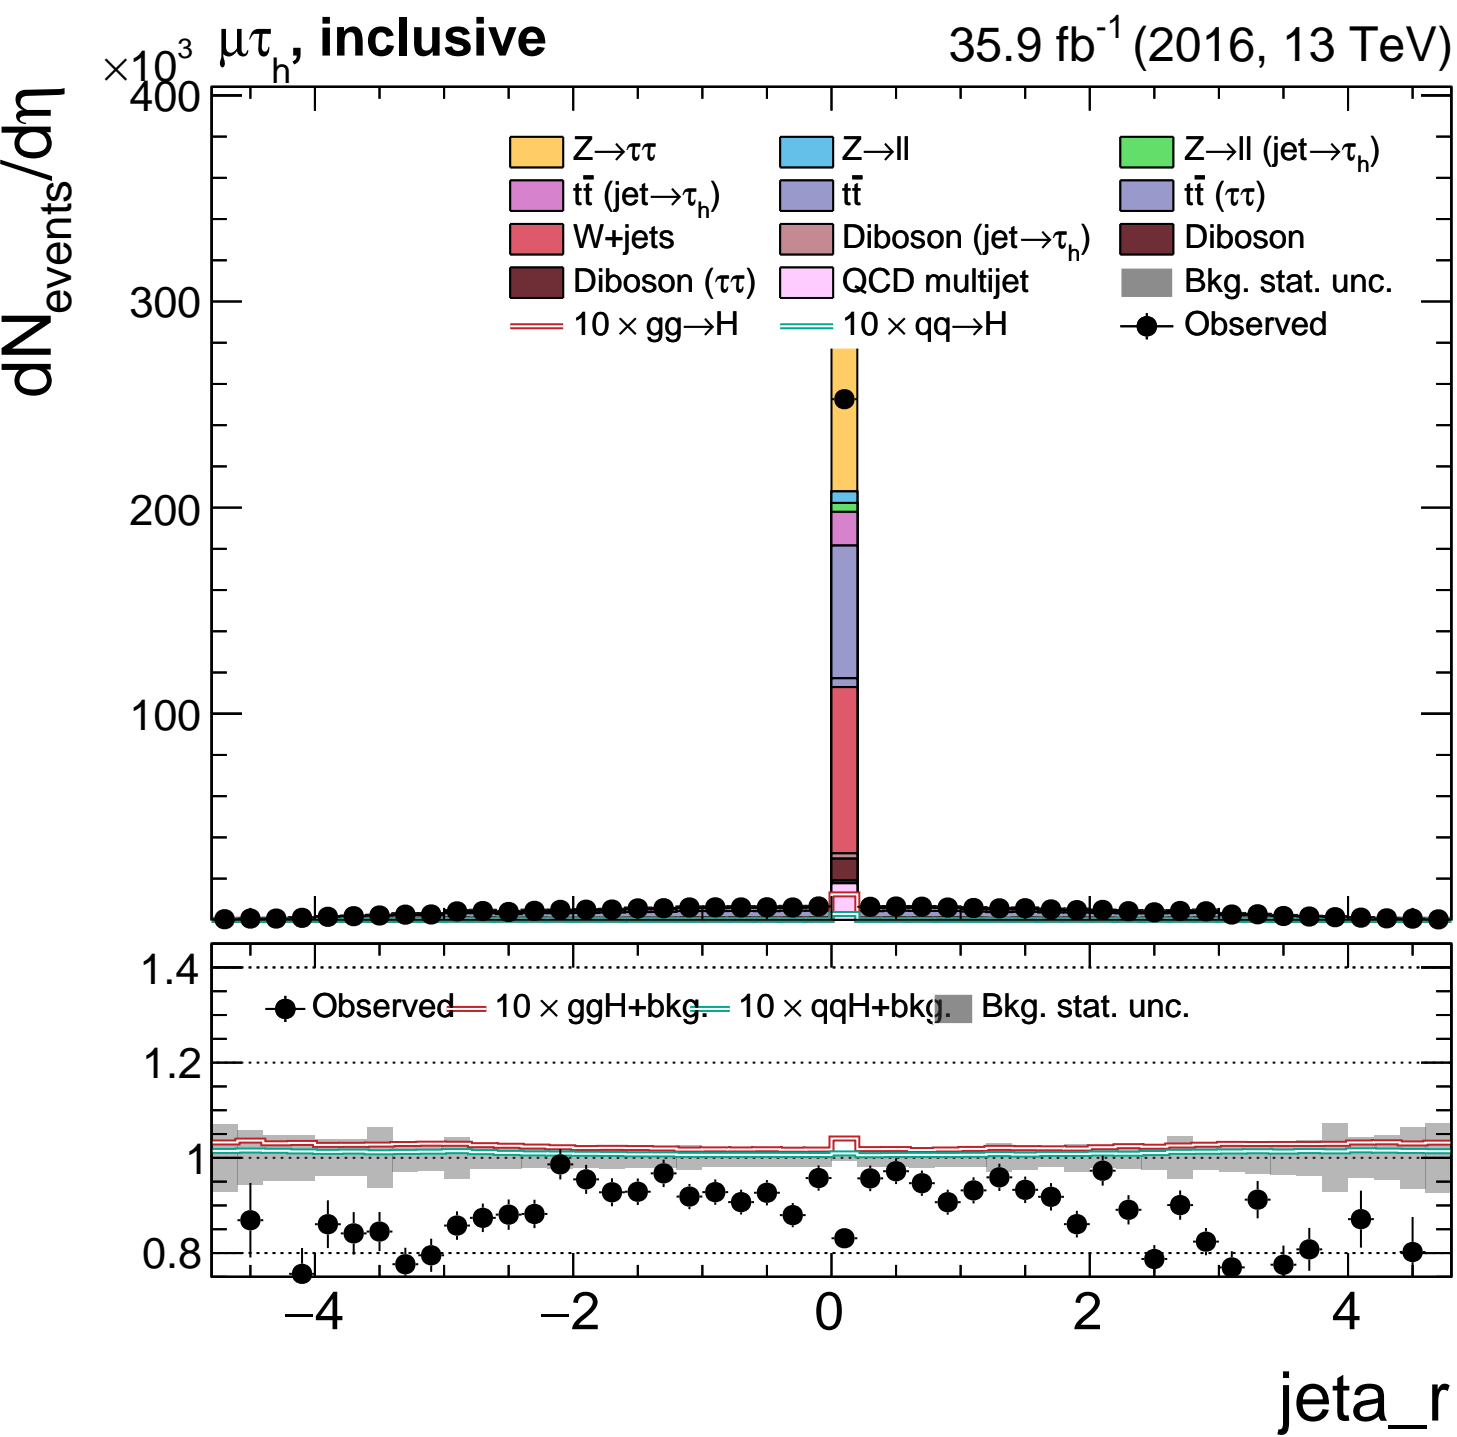 ×10³ μτₕ, inclusive 35.9 fb⁻¹ (2016, 13 TeV)
dN_events/dη
400
300
200
100
Z→ττ Z→ll Z→ll (jet→τₕ)
tt̄ (jet→τₕ) tt̄ tt̄ (ττ)
W+jets Diboson (jet→τₕ) Diboson
Diboson (ττ) QCD multijet Bkg. stat. unc.
10 × gg→H 10 × qq→H Observed
1.4
1.2
1
0.8
Observed 10 × ggH+bkg. 10 × qqH+bkg. Bkg. stat. unc.
−4 −2 0 2 4
jeta_r